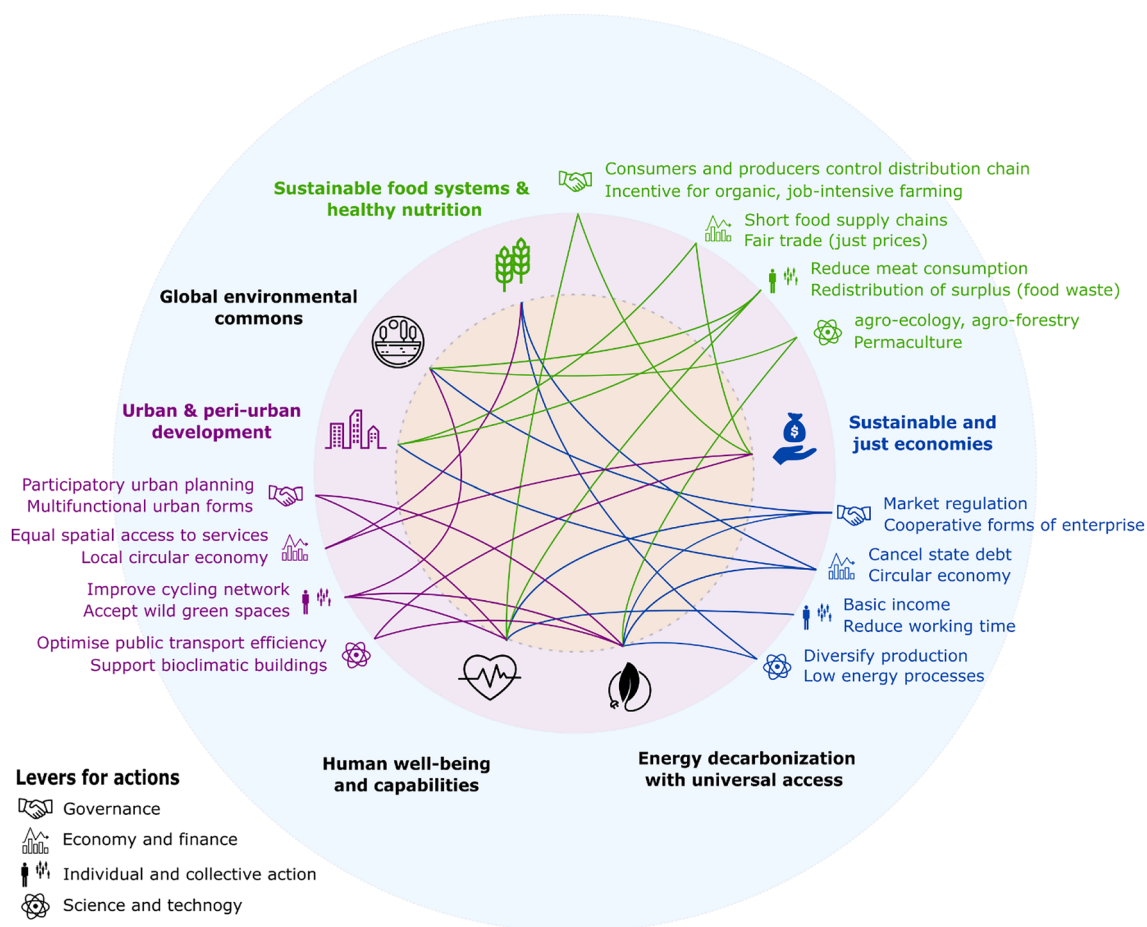 Consumers and producers control distribution chain
Incentive for organic, job-intensive farming
Sustainable food systems &
healthy nutrition
Short food supply chains
Fair trade (just prices)
Reduce meat consumption
Redistribution of surplus (food waste)
Global environmental
commons
agro-ecology, agro-forestry
Permaculture
Urban & peri-urban
development
$
Sustainable and
just economies
Participatory urban planning
Multifunctional urban forms
Market regulation
Cooperative forms of enterprise
Equal spatial access to services
Local circular economy
Cancel state debt
Circular economy
Improve cycling network
Accept wild green spaces
Basic income
Reduce working time
Optimise public transport efficiency
Support bioclimatic buildings
Diversify production
Low energy processes
Human well-being
and capabilities
Energy decarbonization
with universal access
Levers for actions
Governance
Economy and finance
Individual and collective action
Science and technogy